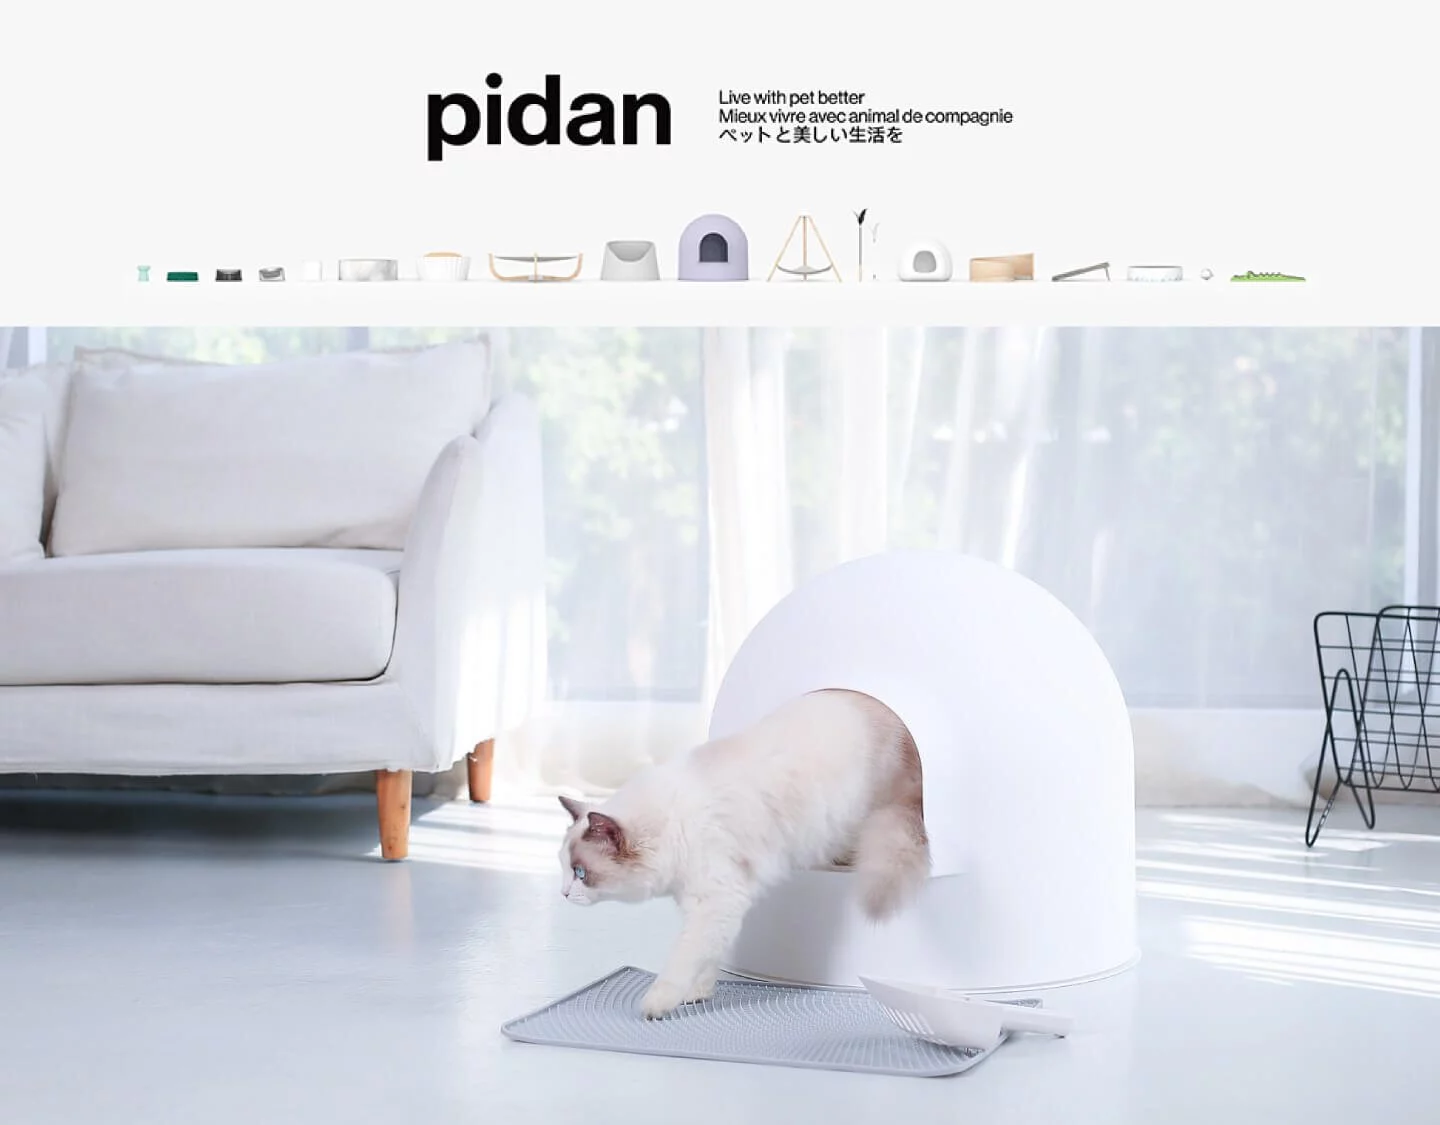 pidan
Live with pet better
Mieux vivre avec animal de compagnie
ペットと美しい生活を